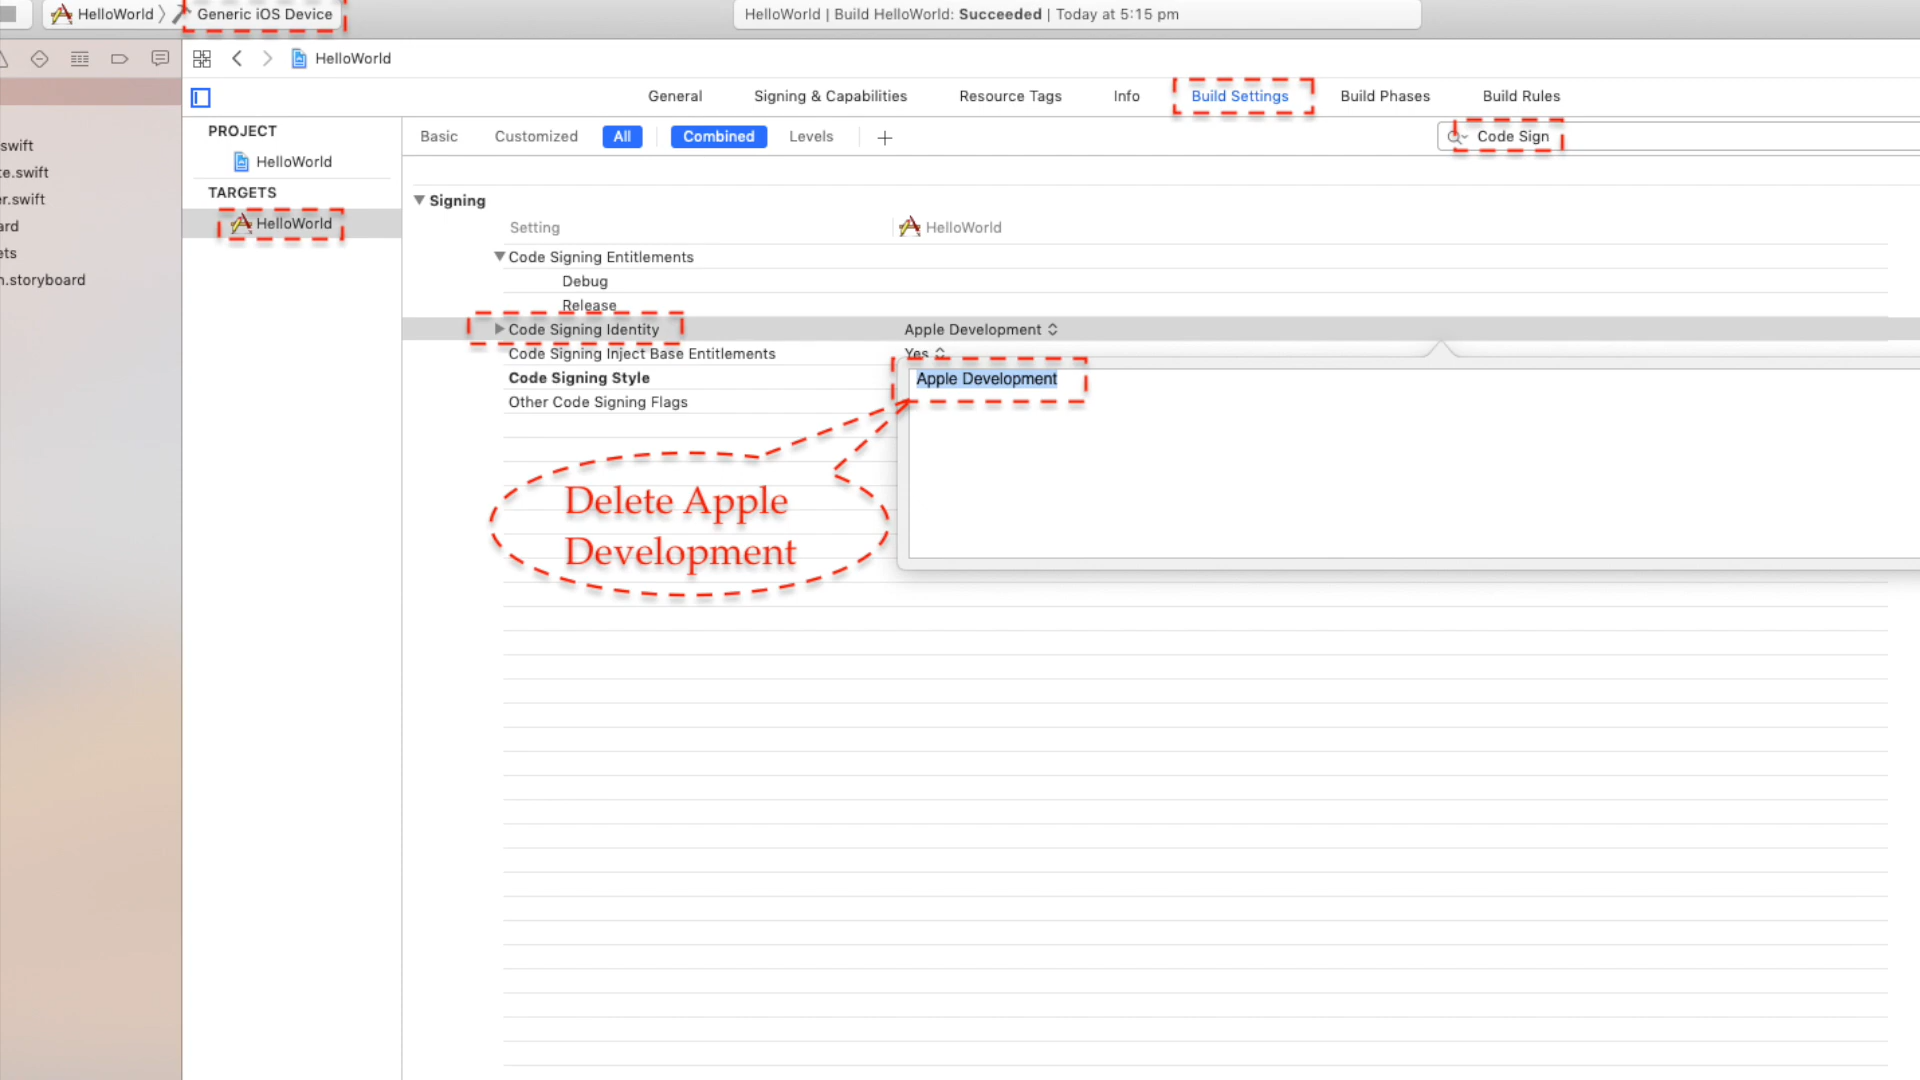 HelloWorld
Generic iOS Device
HelloWorld | Build HelloWorld: Succeeded | Today at 5:15 pm
HelloWorld
General
Signing & Capabilities
Resource Tags
Info
Build Settings
Build Phases
Build Rules
PROJECT
HelloWorld
TARGETS
HelloWorld
swift
te.swift
er.swift
ard
ets
n.storyboard
Basic
Customized
All
Combined
Levels
Code Sign
Signing
Setting
HelloWorld
Code Signing Entitlements
Debug
Release
Code Signing Identity
Apple Development
Code Signing Inject Base Entitlements
Yes
Code Signing Style
Other Code Signing Flags
Apple Development
Delete Apple
Development